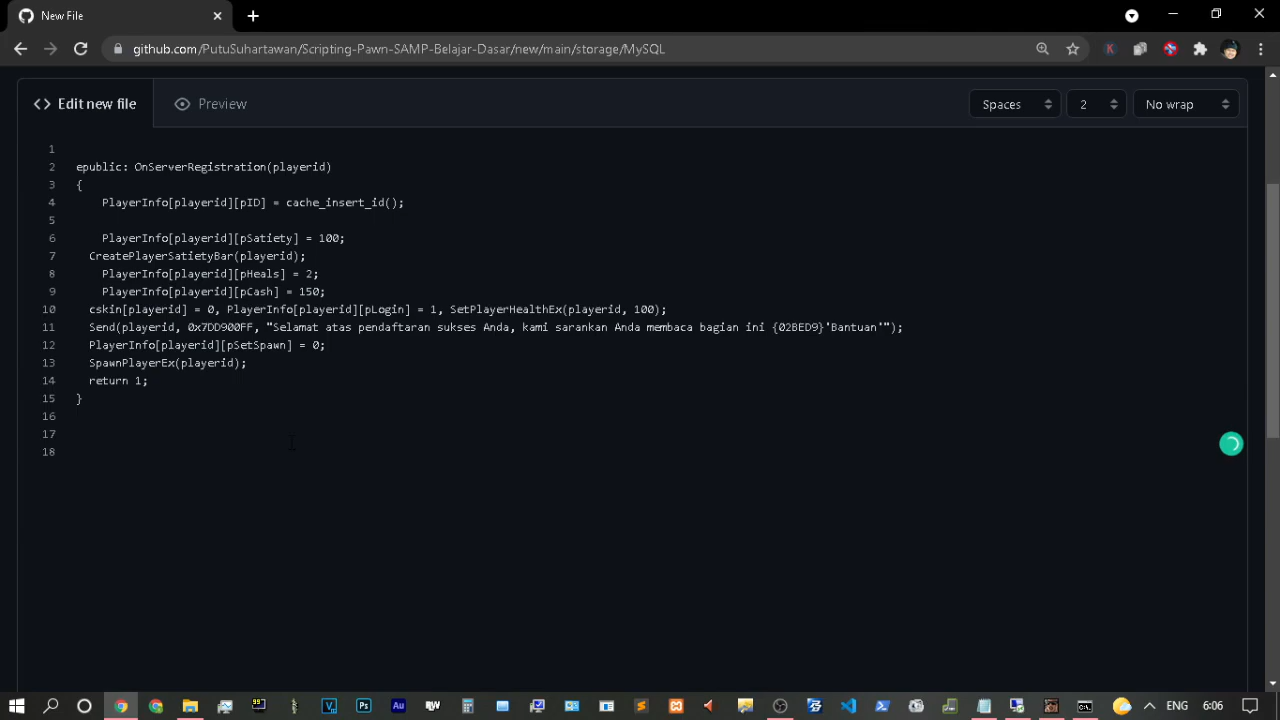 New File
github.com/PutuSuhartawan/Scripting-Pawn-SAMP-Belajar-Dasar/new/main/storage/MySQL
Edit new file
Preview
Spaces
2
No wrap
1
2 epublic: OnServerRegistration(playerid)
3 {
4 PlayerInfo[playerid][pID] = cache_insert_id();
5
6 PlayerInfo[playerid][pSatiety] = 100;
7 CreatePlayerSatietyBar(playerid);
8 PlayerInfo[playerid][pHeals] = 2;
9 PlayerInfo[playerid][pCash] = 150;
10 cskin[playerid] = 0, PlayerInfo[playerid][pLogin] = 1, SetPlayerHealthEx(playerid, 100);
11 Send(playerid, 0x7DD900FF, "Selamat atas pendaftaran sukses Anda, kami sarankan Anda membaca bagian ini {02BED9}'Bantuan'");
12 PlayerInfo[playerid][pSetSpawn] = 0;
13 SpawnPlayerEx(playerid);
14 return 1;
15 }
16
17
18
ENG
6:06